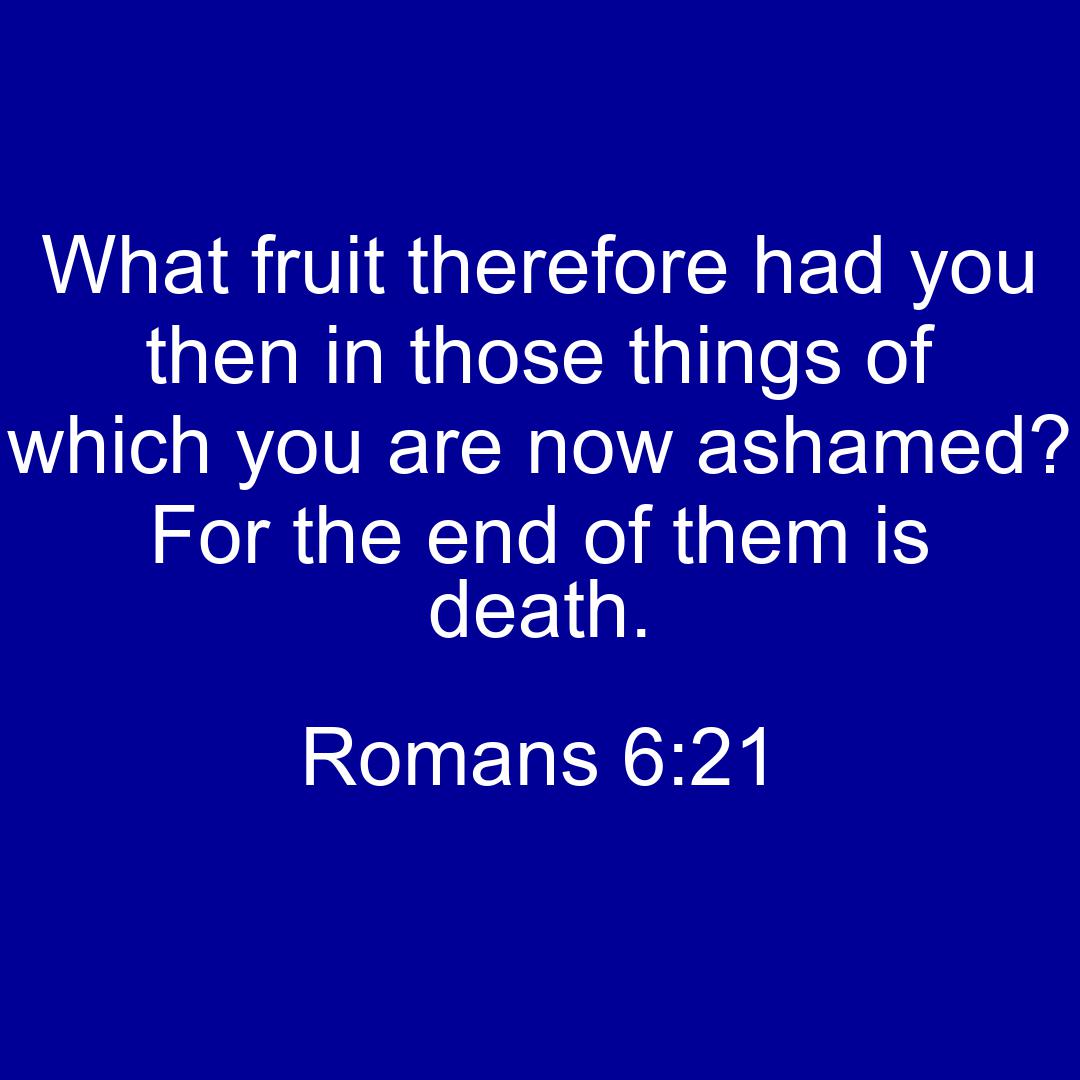 What fruit therefore had you
then in those things of
which you are now ashamed?
For the end of them is
death.
Romans 6:21